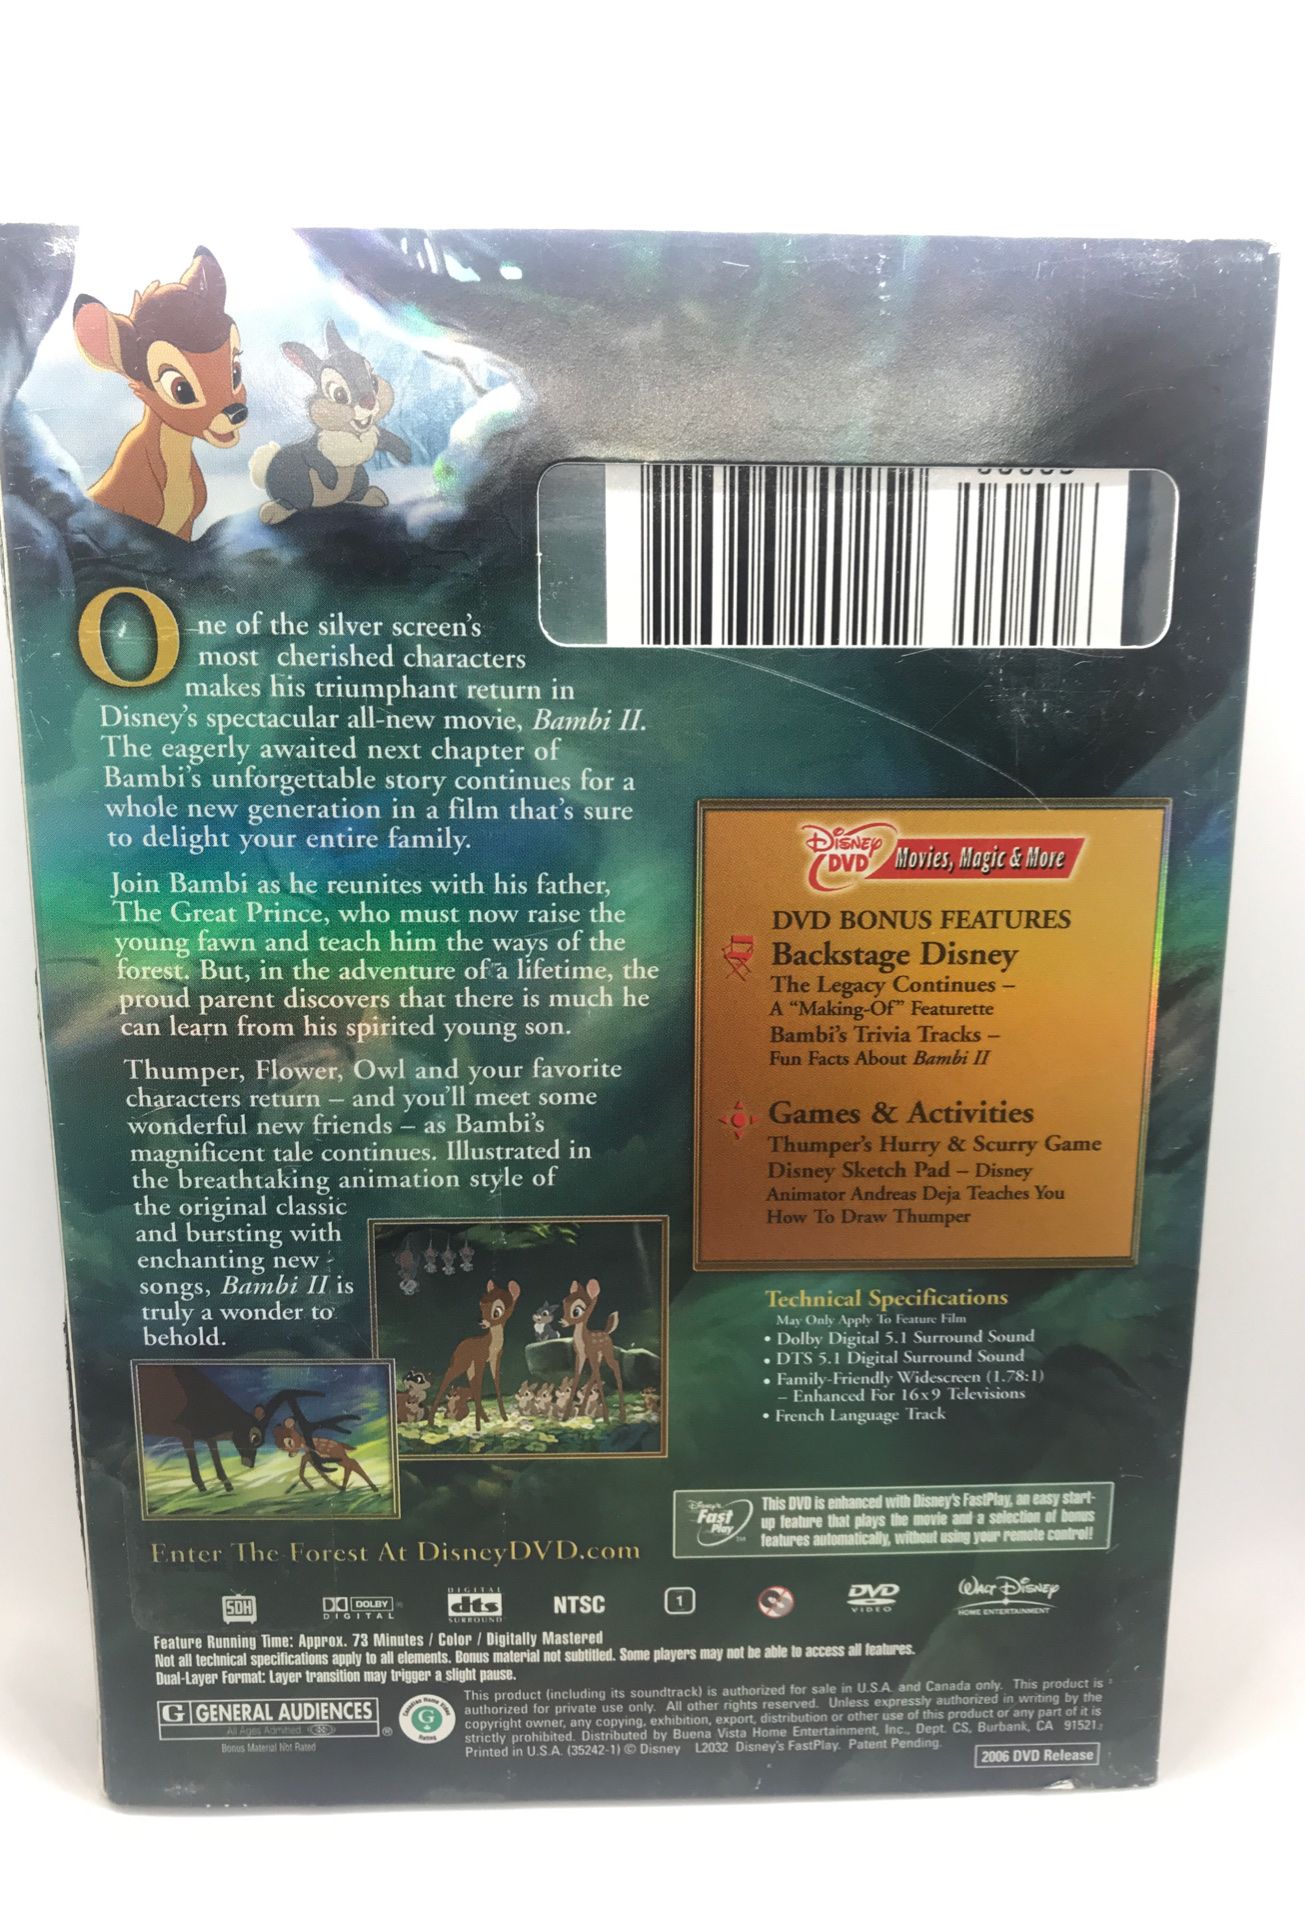 One of the silver screen's
most cherished characters
makes his triumphant return in
Disney's spectacular all-new movie, Bambi II.
The eagerly awaited next chapter of
Bambi's unforgettable story continues for a
whole new generation in a film that's sure
to delight your entire family.
Join Bambi as he reunites with his father,
The Great Prince, who must now raise the
young fawn and teach him the ways of the
forest. But, in the adventure of a lifetime, the
proud parent discovers that there is much he
can learn from his spirited young son.
Thumper, Flower, Owl and your favorite
characters return – and you'll meet some
wonderful new friends – as Bambi's
magnificent tale continues. Illustrated in
the breathtaking animation style of
the original classic
and bursting with
enchanting new
songs, Bambi II is
truly a wonder to
behold.
Disney DVD Movies, Magic & More
DVD BONUS FEATURES
Backstage Disney
The Legacy Continues –
A "Making-Of" Featurette
Bambi's Trivia Tracks –
Fun Facts About Bambi II
Games & Activities
Thumper's Hurry & Scurry Game
Disney Sketch Pad – Disney
Animator Andreas Deja Teaches You
How To Draw Thumper
Technical Specifications
May Only Apply To Feature Film
• Dolby Digital 5.1 Surround Sound
• DTS 5.1 Digital Surround Sound
• Family-Friendly Widescreen (1.78:1)
– Enhanced For 16x9 Televisions
• French Language Track
Disney's Fast Play
This DVD is enhanced with Disney's FastPlay, an easy start-
up feature that plays the movie and a selection of bonus
features automatically, without using your remote control!
Enter The Forest At DisneyDVD.com
SDH
DOLBY DIGITAL
DIGITAL dts SURROUND
NTSC
1
DVD VIDEO
Walt Disney HOME ENTERTAINMENT
Feature Running Time: Approx. 73 Minutes / Color / Digitally Mastered
Not all technical specifications apply to all elements. Bonus material not subtitled. Some players may not be able to access all features.
Dual-Layer Format: Layer transition may trigger a slight pause.
G GENERAL AUDIENCES
All Ages Admitted
®
Bonus Material Not Rated
Canadian Home Video
G
Rating
This product (including its soundtrack) is authorized for sale in U.S.A. and Canada only. This product is
authorized for private use only. All other rights reserved. Unless expressly authorized in writing by the
copyright owner, any copying, exhibition, export, distribution or other use of this product or any part of it is
strictly prohibited. Distributed by Buena Vista Home Entertainment, Inc., Dept. CS, Burbank, CA 91521.
Printed in U.S.A. (35242-1) © Disney L2032 Disney's FastPlay. Patent Pending.
2006 DVD Release